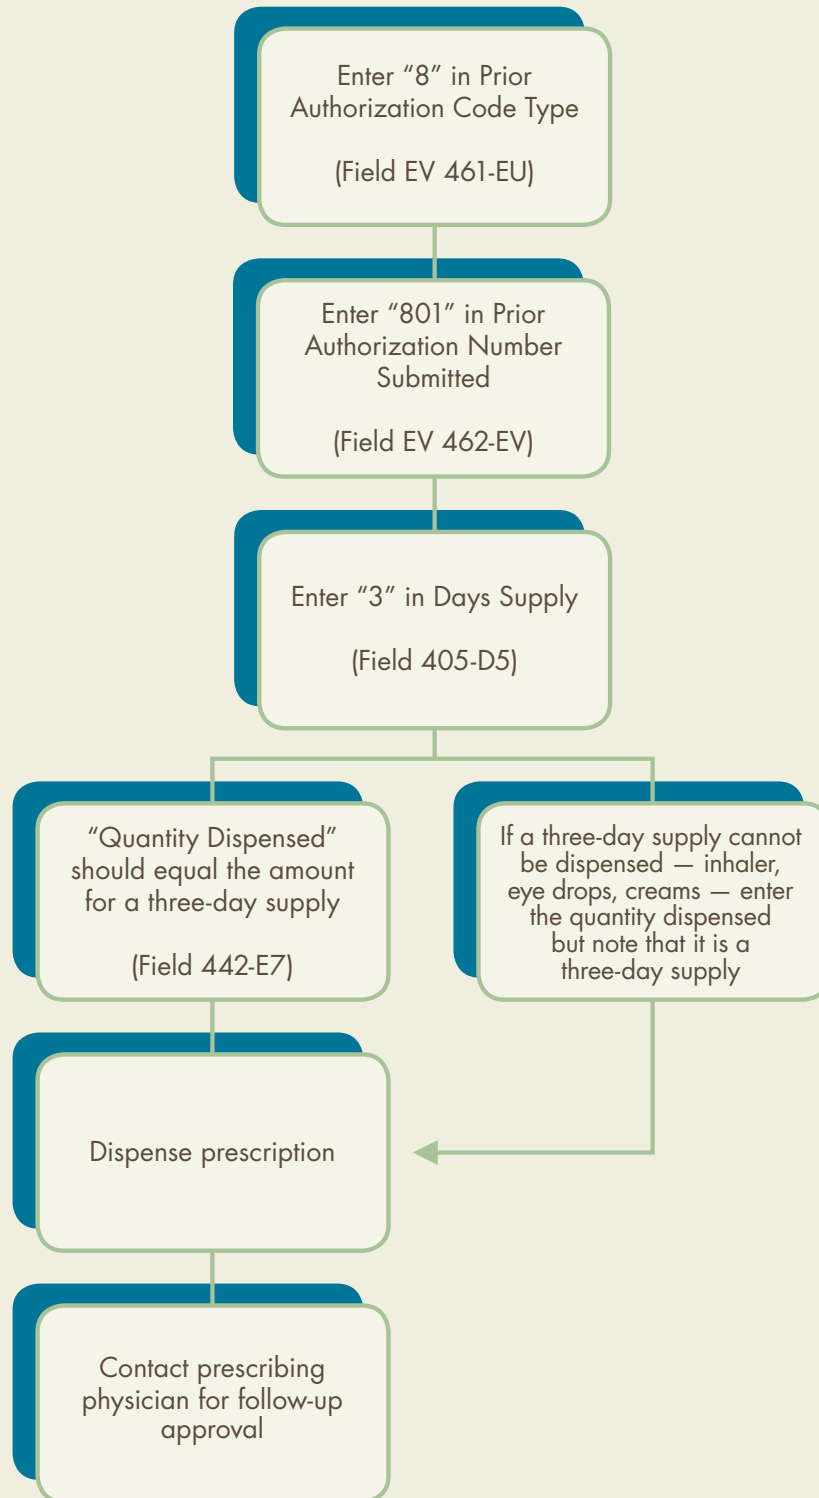 Enter “8” in Prior
Authorization Code Type
(Field EV 461-EU)
Enter “801” in Prior
Authorization Number
Submitted
(Field EV 462-EV)
Enter “3” in Days Supply
(Field 405-D5)
“Quantity Dispensed”
should equal the amount
for a three-day supply
(Field 442-E7)
If a three-day supply cannot
be dispensed — inhaler,
eye drops, creams — enter
the quantity dispensed
but note that it is a
three-day supply
Dispense prescription
Contact prescribing
physician for follow-up
approval